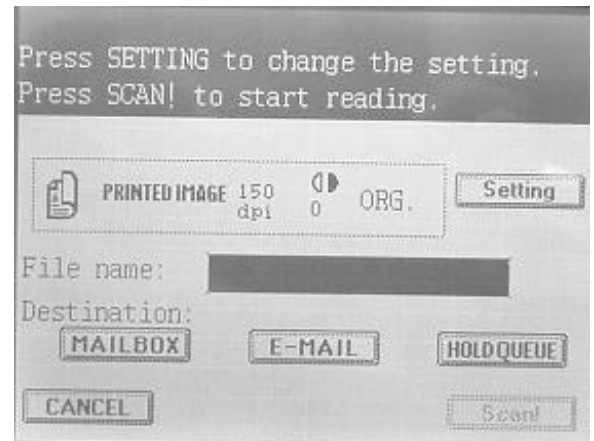 Press SETTING to change the setting.
Press SCAN! to start reading.
PRINTED IMAGE 150 dpi 0 ORG. Setting
File name:
Destination:
MAILBOX E-MAIL HOLD QUEUE
CANCEL Scan!